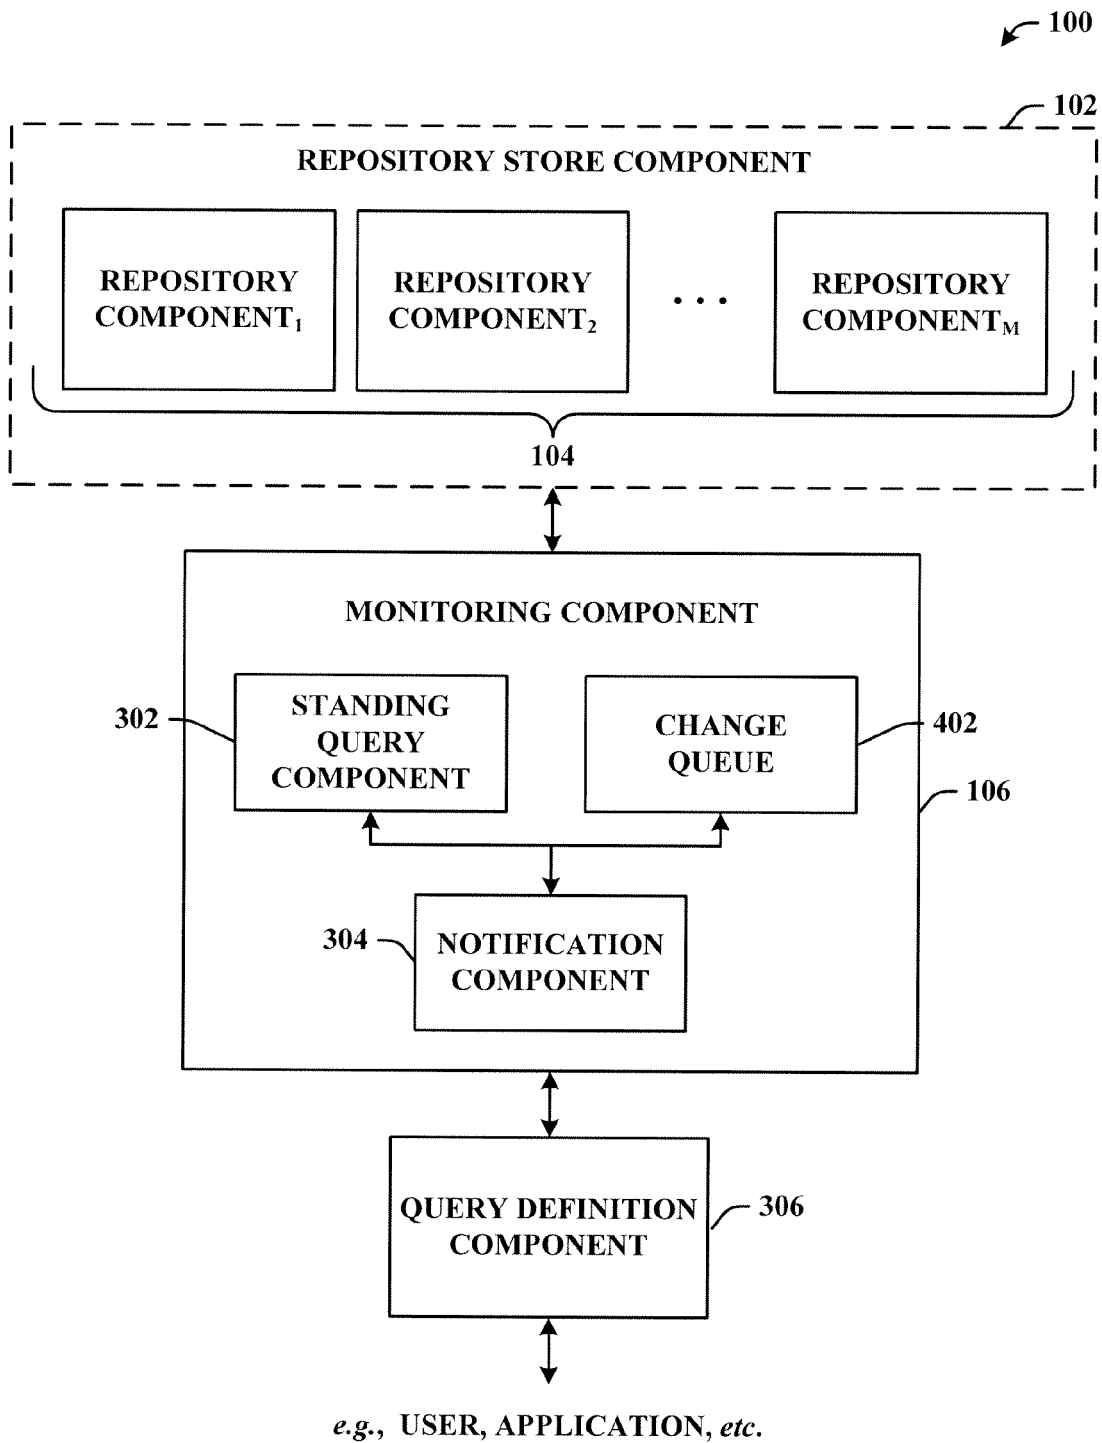 100
102
REPOSITORY STORE COMPONENT
REPOSITORY
COMPONENT₁
REPOSITORY
COMPONENT₂
. . .
REPOSITORY
COMPONENT_M
104
MONITORING COMPONENT
302
STANDING
QUERY
COMPONENT
CHANGE
QUEUE
402
106
304
NOTIFICATION
COMPONENT
QUERY DEFINITION
COMPONENT
306
e.g., USER, APPLICATION, etc.